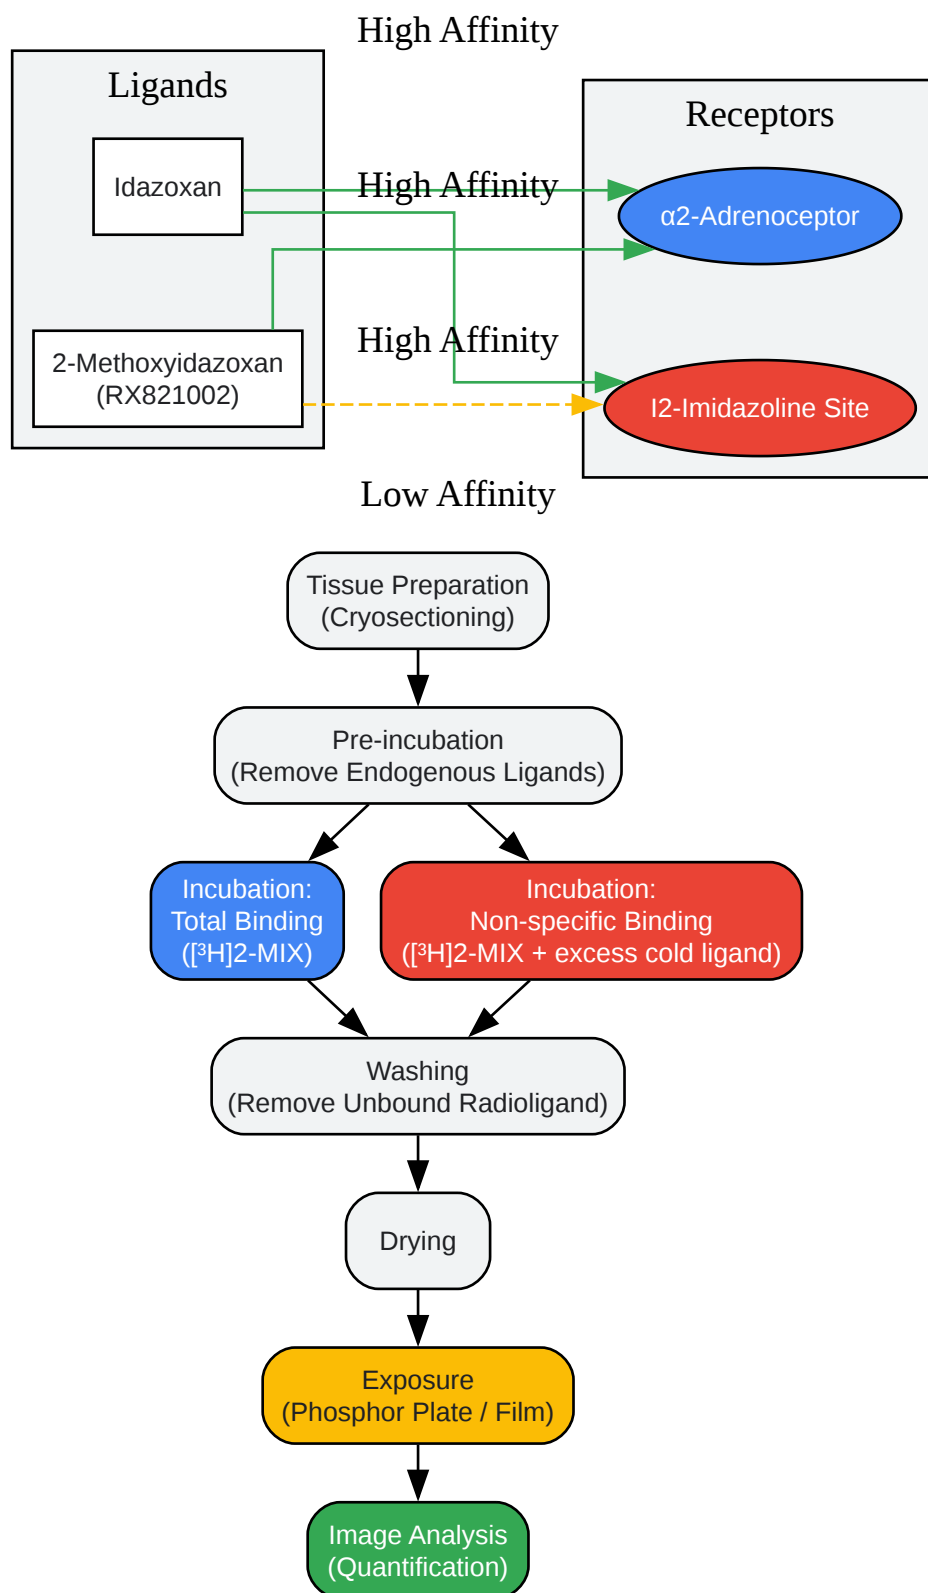 High Affinity
Ligands
Receptors
Idazoxan
High Affinity
α2-Adrenoceptor
2-Methoxyidazoxan
(RX821002)
High Affinity
I2-Imidazoline Site
Low Affinity
Tissue Preparation
(Cryosectioning)
Pre-incubation
(Remove Endogenous Ligands)
Incubation:
Total Binding
([³H]2-MIX)
Incubation:
Non-specific Binding
([³H]2-MIX + excess cold ligand)
Washing
(Remove Unbound Radioligand)
Drying
Exposure
(Phosphor Plate / Film)
Image Analysis
(Quantification)